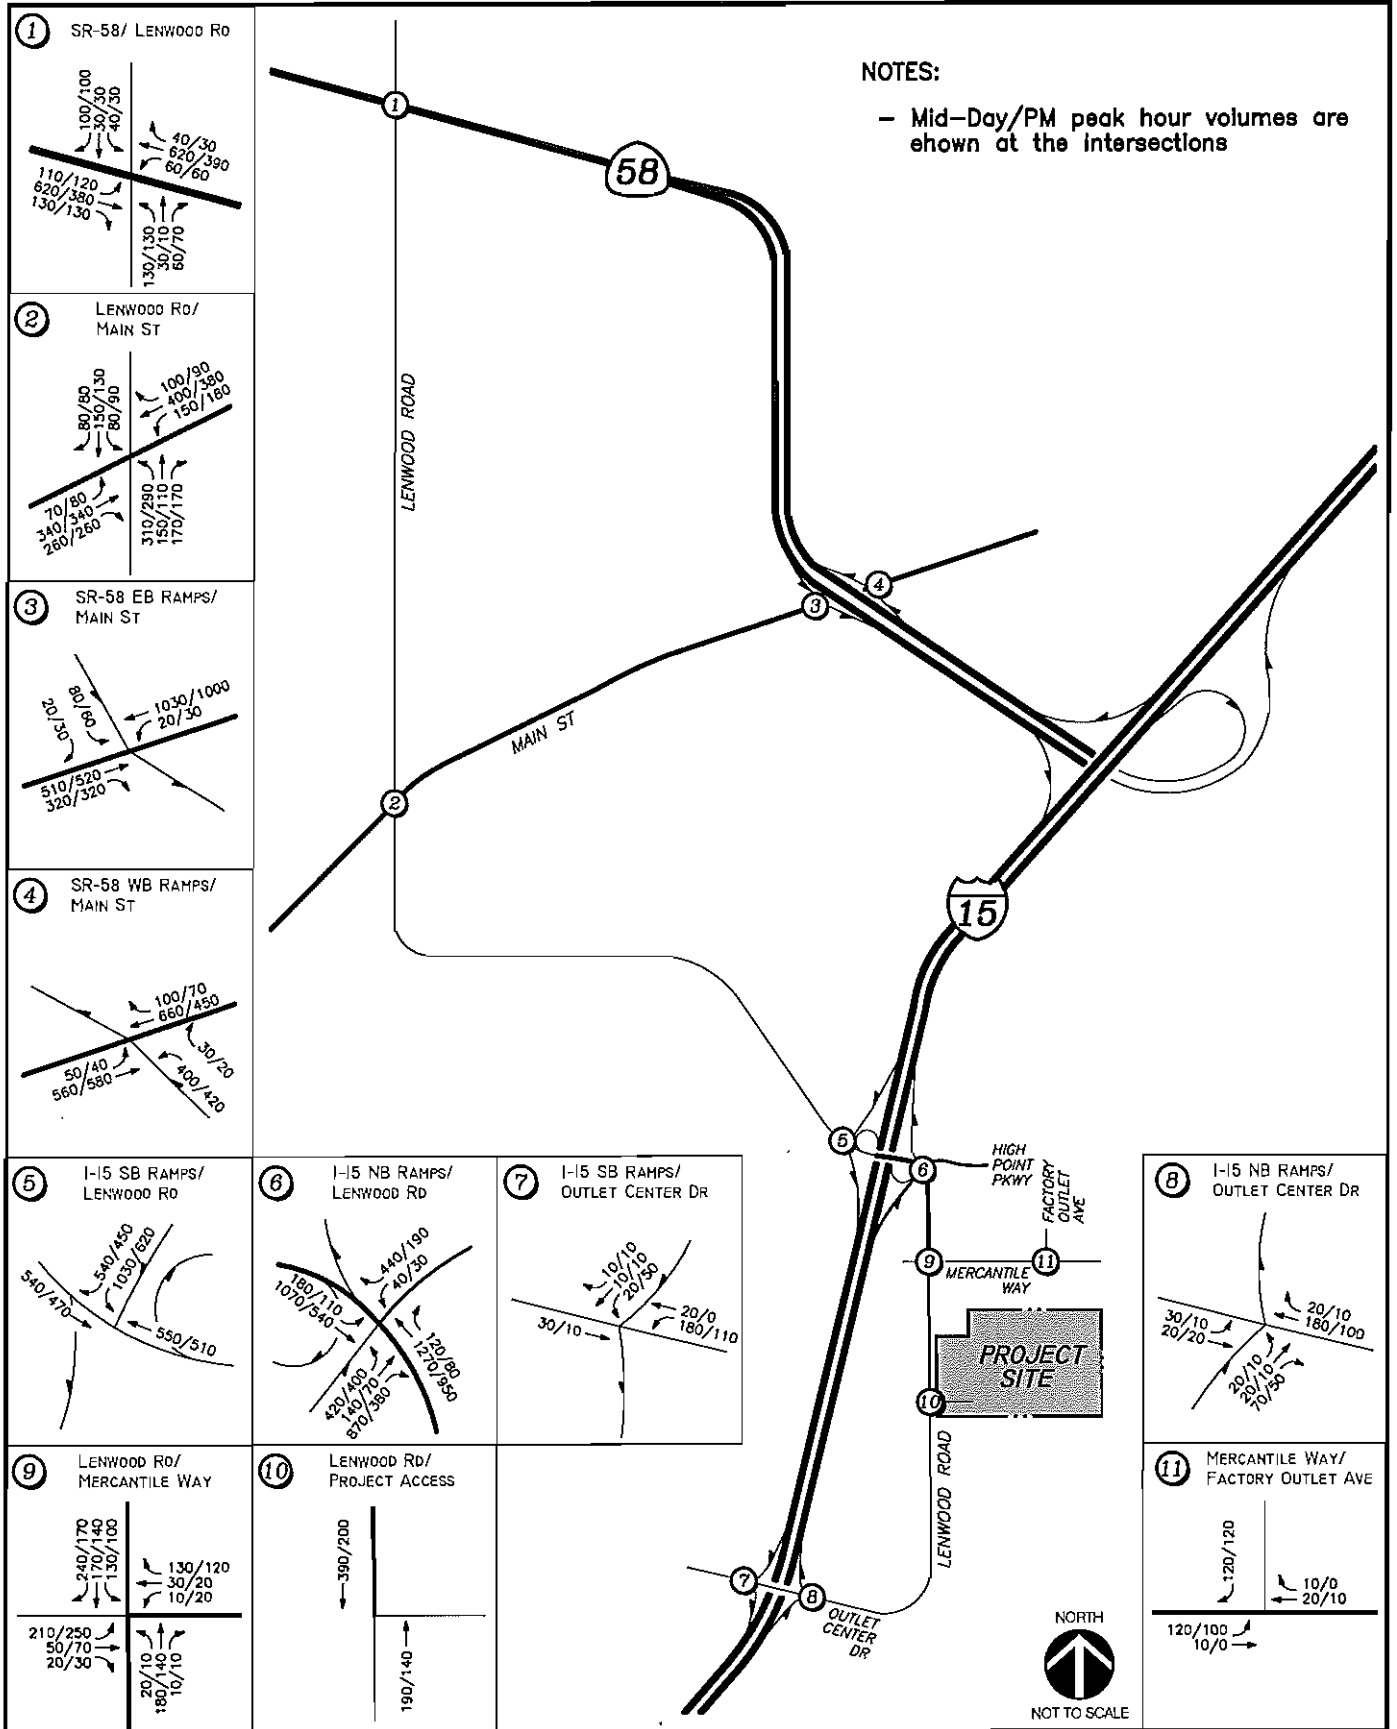 1 SR-58/ LENWOOD RD
100/100
30/30
40/30
40/30
620/390
60/60
110/120
620/380
130/130
130/130
30/10
60/70
NOTES:
- Mid-Day/PM peak hour volumes are
ehown at the intersections
1
58
2 LENWOOD RD/
MAIN ST
80/80
150/130
80/90
100/90
400/380
150/180
70/80
340/340
260/260
310/290
150/110
170/170
LENWOOD ROAD
3 SR-58 EB RAMPS/
MAIN ST
20/30
80/60
1030/1000
20/30
510/520
320/320
4
3
MAIN ST
2
4 SR-58 WB RAMPS/
MAIN ST
100/70
660/450
50/40
560/580
30/20
400/420
15
5
6
HIGH
POINT
PKWY
FACTORY
OUTLET
AVE
9
11
MERCANTILE
WAY
PROJECT
SITE
10
LENWOOD ROAD
7
8
OUTLET
CENTER
DR
NORTH
NOT TO SCALE
5 I-15 SB RAMPS/
LENWOOD RD
540/450
1030/620
540/470
550/510
6 I-15 NB RAMPS/
LENWOOD RD
440/190
40/30
180/110
1070/540
120/80
1270/950
420/400
140/70
870/380
7 I-15 SB RAMPS/
OUTLET CENTER DR
10/10
10/10
20/50
20/0
180/110
30/10
8 I-15 NB RAMPS/
OUTLET CENTER DR
20/10
180/100
30/10
20/20
20/10
20/10
70/50
9 LENWOOD RD/
MERCANTILE WAY
240/170
170/140
130/100
130/120
30/20
10/20
210/250
50/70
20/30
20/10
180/140
10/10
10 LENWOOD RD/
PROJECT ACCESS
390/200
190/140
11 MERCANTILE WAY/
FACTORY OUTLET AVE
120/120
10/0
20/10
120/100
10/0